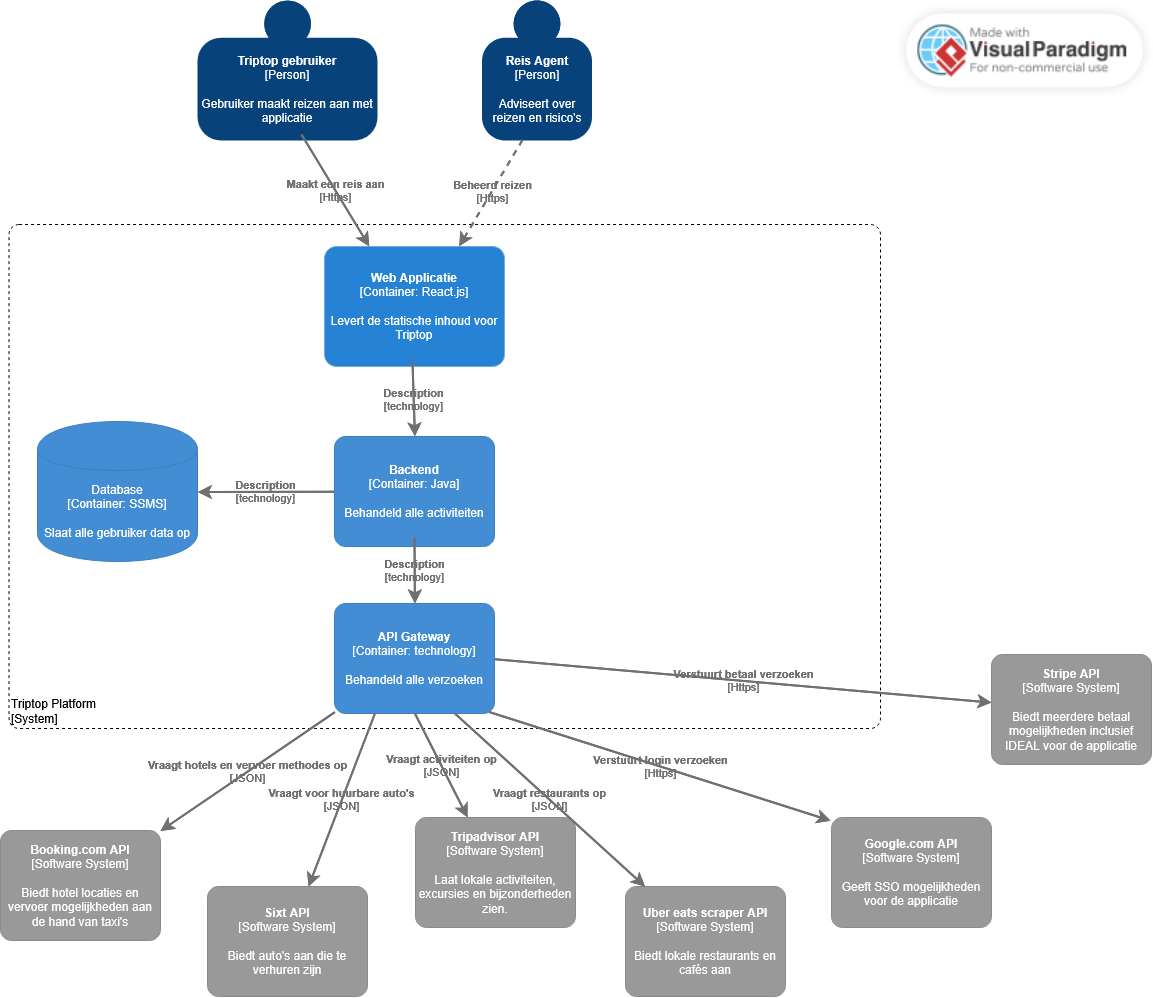 Made with
Visual Paradigm
For non-commercial use
Triptop gebruiker
[Person]
Gebruiker maakt reizen aan met
applicatie
Reis Agent
[Person]
Adviseert over
reizen en risico's
Maakt een reis aan
[Https]
Beheerd reizen
[Https]
Web Applicatie
[Container: React.js]
Levert de statische inhoud voor
Triptop
Description
[technology]
Database
[Container: SSMS]
Slaat alle gebruiker data op
Description
[technology]
Backend
[Container: Java]
Behandeld alle activiteiten
Description
[technology]
API Gateway
[Container: technology]
Behandeld alle verzoeken
Triptop Platform
[System]
Verstuurt betaal verzoeken
[Https]
Stripe API
[Software System]
Biedt meerdere betaal
mogelijkheden inclusief
IDEAL voor de applicatie
Vraagt hotels en vervoer methodes op
[JSON]
Vraagt voor huurbare auto's
[JSON]
Vraagt activiteiten op
[JSON]
Vraagt restaurants op
[JSON]
Verstuurt login verzoeken
[Https]
Booking.com API
[Software System]
Biedt hotel locaties en
vervoer mogelijkheden aan
de hand van taxi's
Sixt API
[Software System]
Biedt auto's aan die te
verhuren zijn
Tripadvisor API
[Software System]
Laat lokale activiteiten,
excursies en bijzonderheden
zien.
Uber eats scraper API
[Software System]
Biedt lokale restaurants en
cafés aan
Google.com API
[Software System]
Geeft SSO mogelijkheden
voor de applicatie